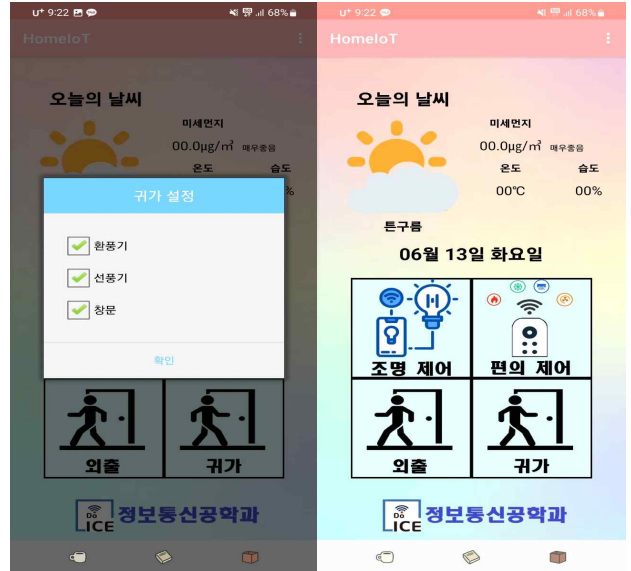 U+ 9:22
68%
HomeIoT
오늘의 날씨
미세먼지
00.0μg/㎥ 매우좋음
온도 습도
%
귀가 설정
환풍기
선풍기
창문
확인
외출 귀가
Do ICE 정보통신공학과
U+ 9:22
68%
HomeIoT
오늘의 날씨
미세먼지
00.0μg/㎥ 매우좋음
온도 습도
00℃ 00%
튼구름
06월 13일 화요일
조명 제어 편의 제어
외출 귀가
Do ICE 정보통신공학과